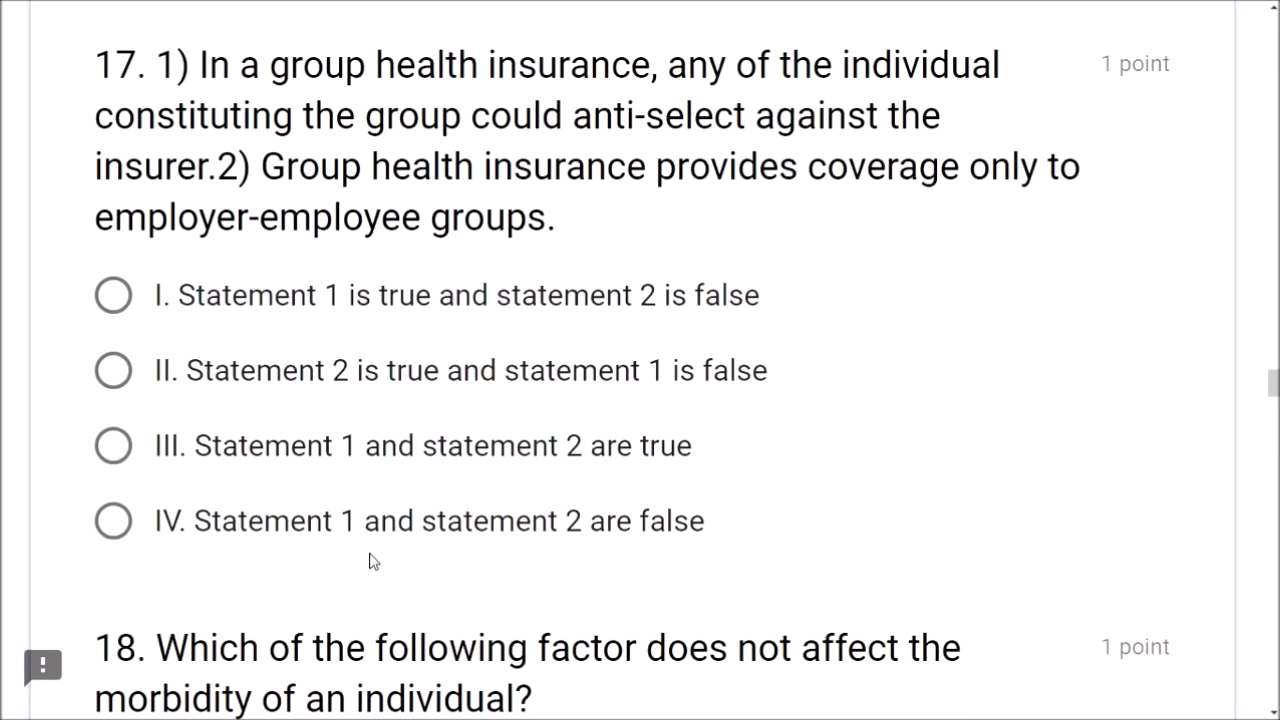 17. 1) In a group health insurance, any of the individual
1 point
constituting the group could anti-select against the
insurer.2) Group health insurance provides coverage only to
employer-employee groups.
I. Statement 1 is true and statement 2 is false
II. Statement 2 is true and statement 1 is false
III. Statement 1 and statement 2 are true
IV. Statement 1 and statement 2 are false
18. Which of the following factor does not affect the
1 point
morbidity of an individual?